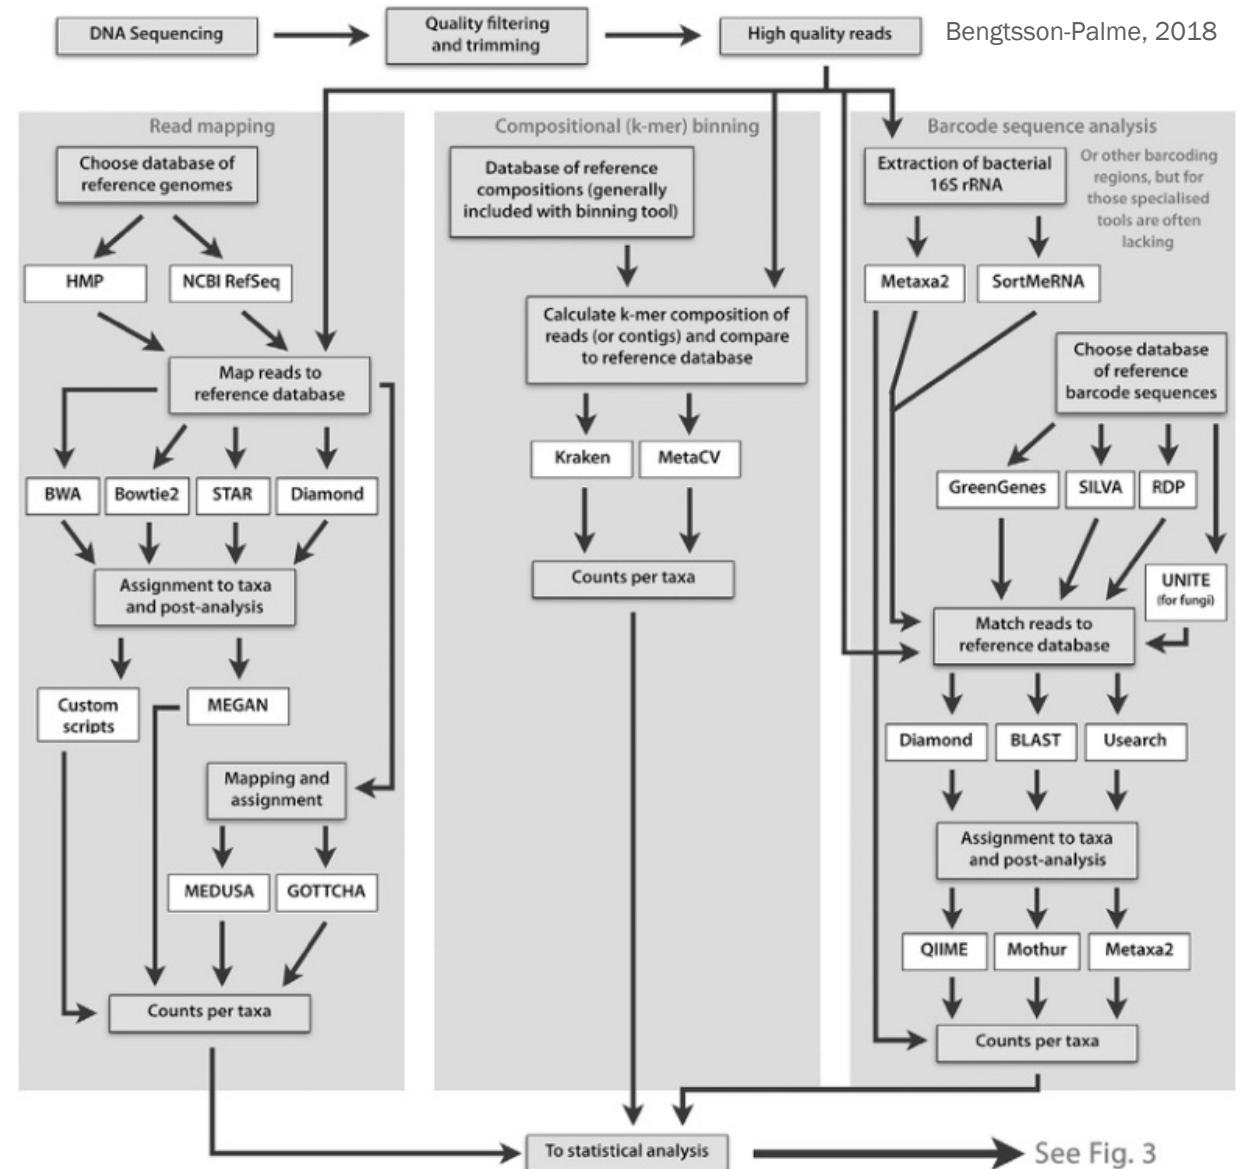 DNA Sequencing
Quality filtering
and trimming
High quality reads
Bengtsson-Palme, 2018
Read mapping
Choose database of
reference genomes
HMP
NCBI RefSeq
Map reads to
reference database
BWA
Bowtie2
STAR
Diamond
Assignment to taxa
and post-analysis
Custom
scripts
MEGAN
Mapping and
assignment
MEDUSA
GOTTCHA
Counts per taxa
Compositional (k-mer) binning
Database of reference
compositions (generally
included with binning tool)
Calculate k-mer composition of
reads (or contigs) and compare
to reference database
Kraken
MetaCV
Counts per taxa
Barcode sequence analysis
Extraction of bacterial
16S rRNA
Or other barcoding
regions, but for
those specialised
tools are often
lacking
Metaxa2
SortMeRNA
Choose database
of reference
barcode sequences
GreenGenes
SILVA
RDP
UNITE
(for fungi)
Match reads to
reference database
Diamond
BLAST
Usearch
Assignment to taxa
and post-analysis
QIIME
Mothur
Metaxa2
Counts per taxa
To statistical analysis
See Fig. 3